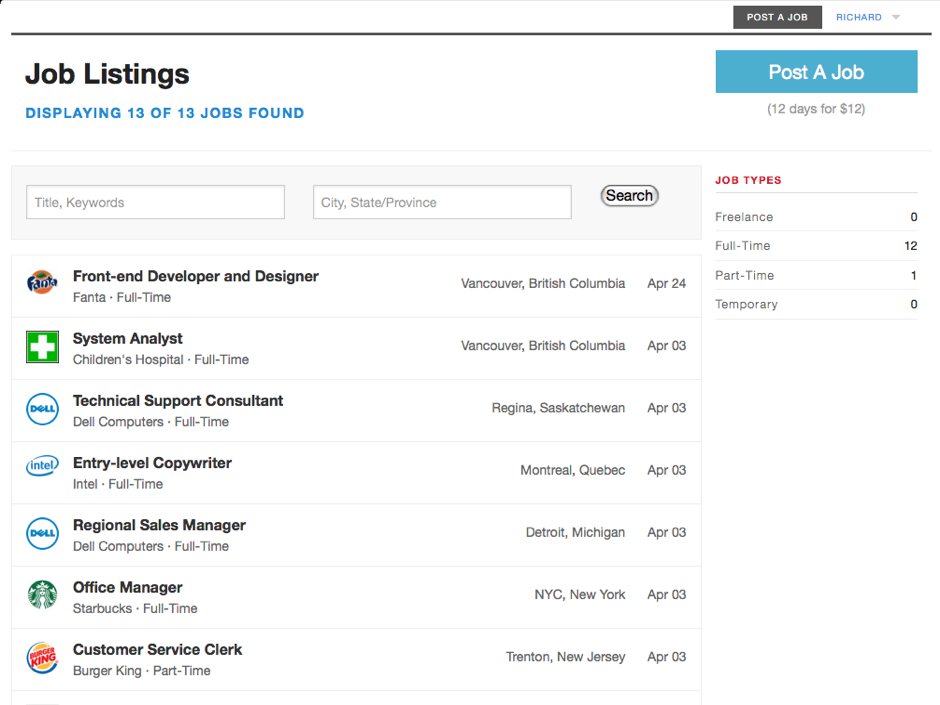 POST A JOB RICHARD
Job Listings
DISPLAYING 13 OF 13 JOBS FOUND
Post A Job
(12 days for $12)
Title, Keywords
City, State/Province
Search
JOB TYPES
Freelance 0
Full-Time 12
Part-Time 1
Temporary 0
Fanta
Front-end Developer and Designer
Fanta · Full-Time
Vancouver, British Columbia Apr 24
System Analyst
Children's Hospital · Full-Time
Vancouver, British Columbia Apr 03
DELL
Technical Support Consultant
Dell Computers · Full-Time
Regina, Saskatchewan Apr 03
intel
Entry-level Copywriter
Intel · Full-Time
Montreal, Quebec Apr 03
DELL
Regional Sales Manager
Dell Computers · Full-Time
Detroit, Michigan Apr 03
Office Manager
Starbucks · Full-Time
NYC, New York Apr 03
BURGER
KING
Customer Service Clerk
Burger King · Part-Time
Trenton, New Jersey Apr 03